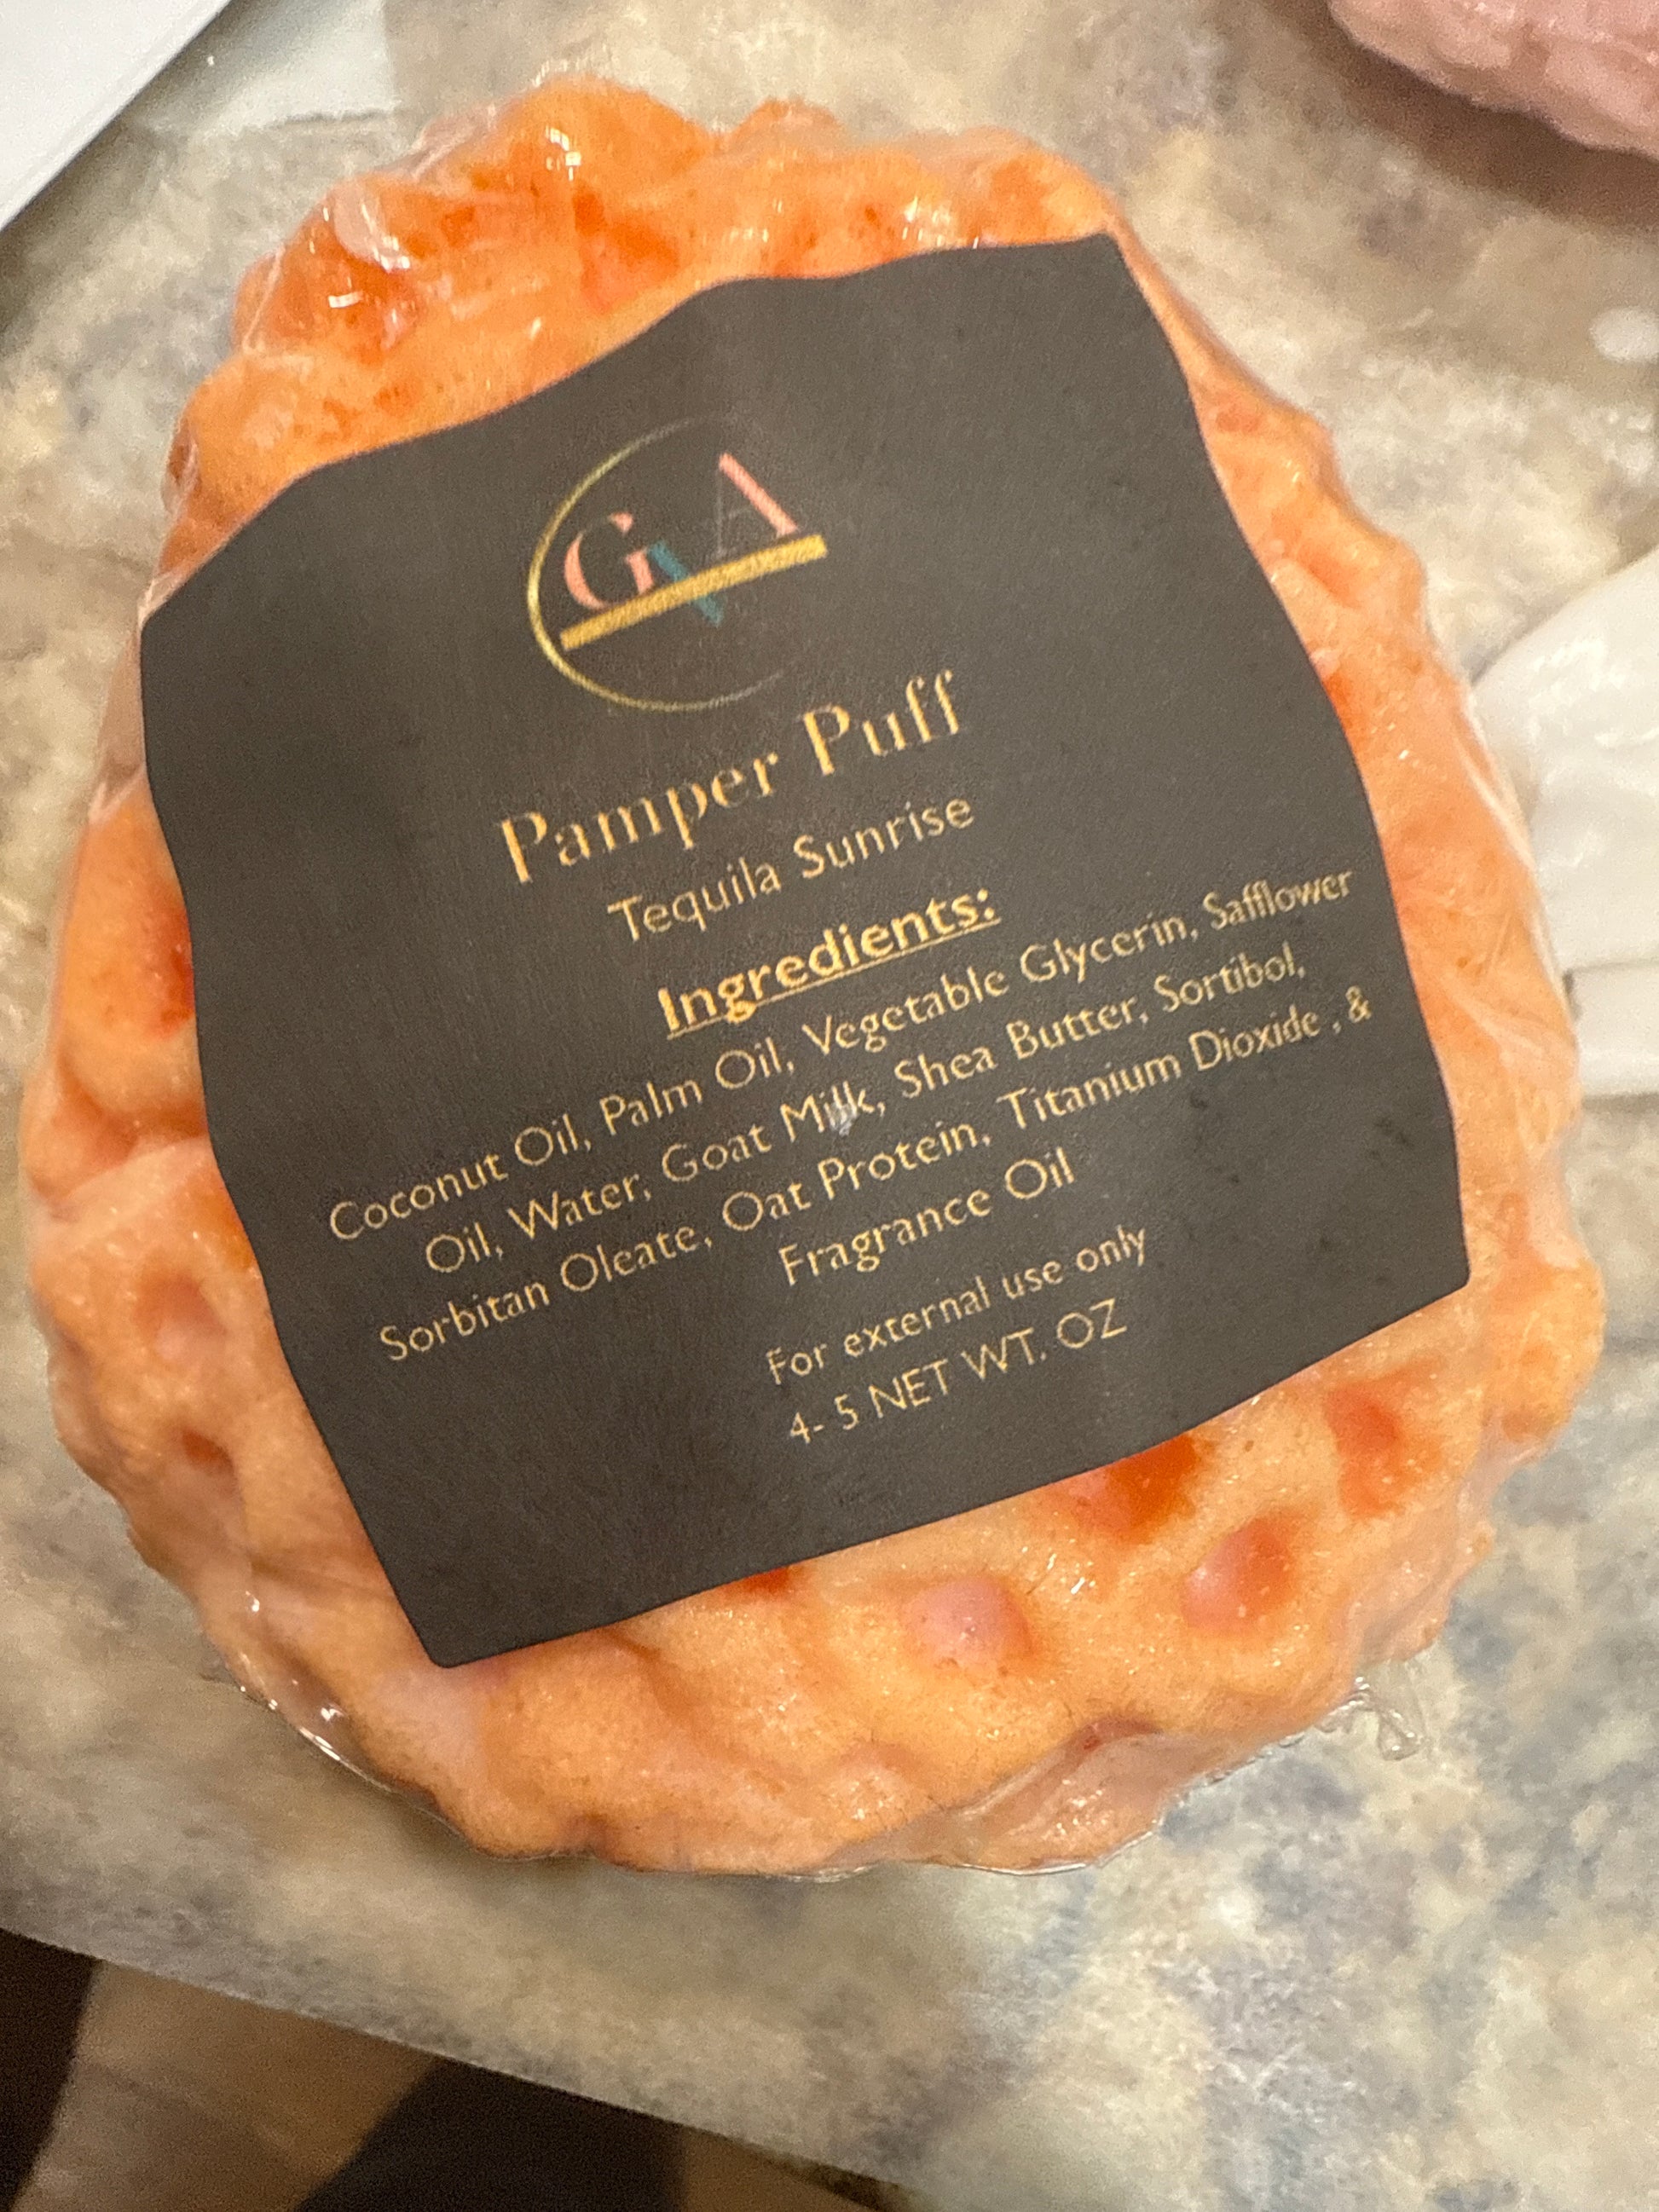 GVA
Pamper Puff
Tequila Sunrise
Ingredients:
Coconut Oil, Palm Oil, Vegetable Glycerin, Safflower
Oil, Water, Goat Milk, Shea Butter, Sortibol,
Sorbitan Oleate, Oat Protein, Titanium Dioxide , &
Fragrance Oil
For external use only
4- 5 NET WT. OZ